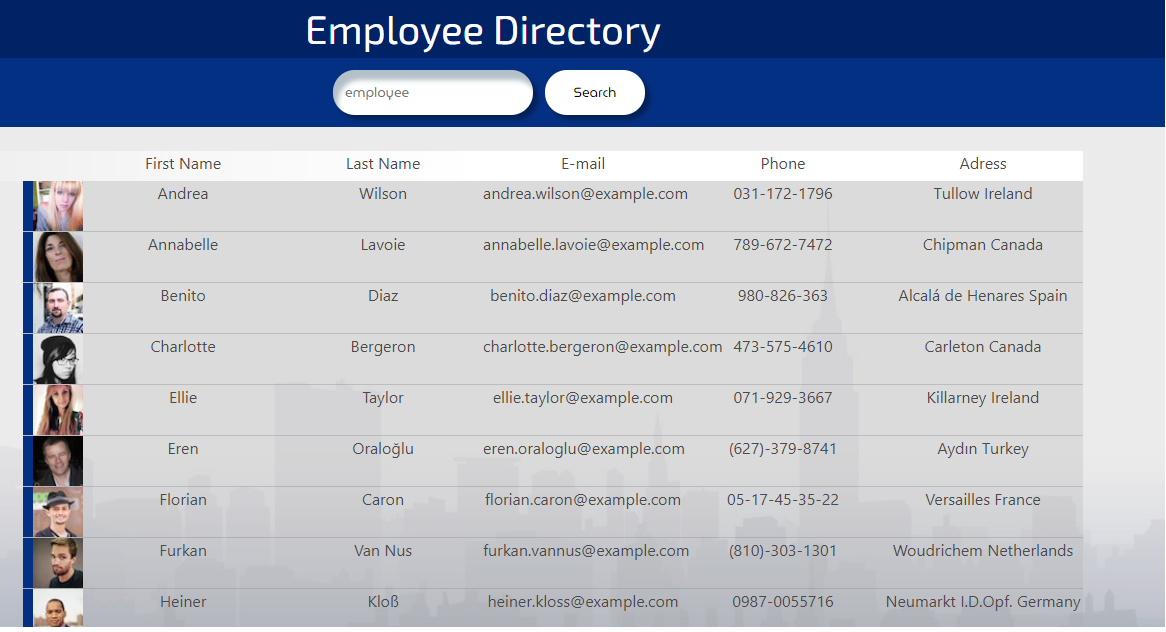 Employee Directory
employee Search
First Name Last Name E-mail Phone Adress
Andrea Wilson andrea.wilson@example.com 031-172-1796 Tullow Ireland
Annabelle Lavoie annabelle.lavoie@example.com 789-672-7472 Chipman Canada
Benito Diaz benito.diaz@example.com 980-826-363 Alcalá de Henares Spain
Charlotte Bergeron charlotte.bergeron@example.com 473-575-4610 Carleton Canada
Ellie Taylor ellie.taylor@example.com 071-929-3667 Killarney Ireland
Eren Oraloğlu eren.oraloglu@example.com (627)-379-8741 Aydın Turkey
Florian Caron florian.caron@example.com 05-17-45-35-22 Versailles France
Furkan Van Nus furkan.vannus@example.com (810)-303-1301 Woudrichem Netherlands
Heiner Kloß heiner.kloss@example.com 0987-0055716 Neumarkt I.D.Opf. Germany